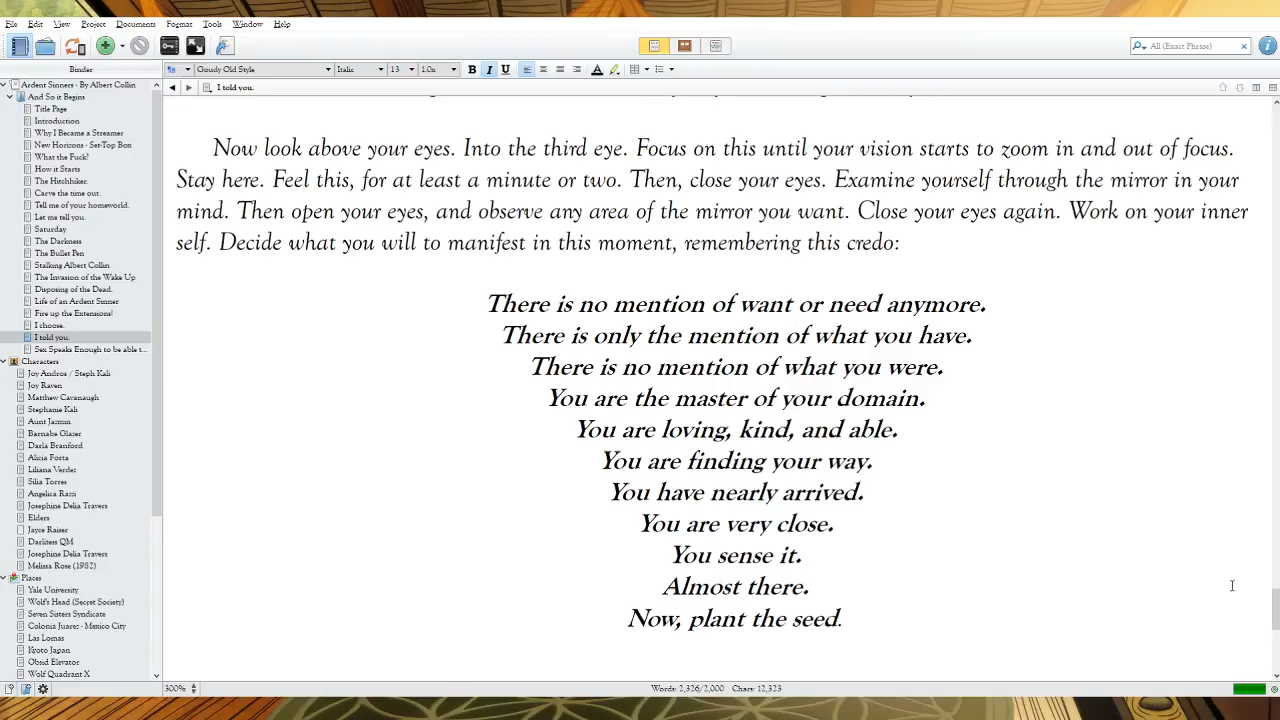 File Edit View Project Documents Format Tools Window Help
All (Exact Phrase)
Binder
Goudy Old Style Italic 13 1.0x B I U A
I told you.
Ardent Sinners - By Albert Collin
And So it Begins
Title Page
Introduction
Why I Became a Streamer
New Horizons - Set-Top Box
What the Fuck?
How it Starts
The Hitchhiker.
Carve the time out.
Tell me of your homeworld.
Let me tell you.
Saturday
The Darkness
The Bullet Pen
Stalking Albert Collin
The Invasion of the Wake Up
Disposing of the Dead.
Life of an Ardent Sinner
Fire up the Extensions!
I choose.
I told you.
Sex Speaks Enough to be able t...
Characters
Joy Andros / Steph Kali
Joy Raven
Matthew Cavanaugh
Stephanie Kali
Aunt Jazmin
Barnabe Glazer
Darla Branford
Alicia Forta
Liliana Verdes
Silia Torres
Angelica Razzi
Josephine Delia Travers
Elders
Jayce Raiser
Darlitess QM
Josephine Delia Travers
Melissa Rose (1982)
Places
Yale University
Wolf's Head (Secret Society)
Seven Sisters Syndicate
Colonia Juarez - Mexico City
Las Lomas
Kyoto Japan
Obsid Elevator
Wolf Quadrant X
Now look above your eyes. Into the third eye. Focus on this until your vision starts to zoom in and out of focus.
Stay here. Feel this, for at least a minute or two. Then, close your eyes. Examine yourself through the mirror in your
mind. Then open your eyes, and observe any area of the mirror you want. Close your eyes again. Work on your inner
self. Decide what you will to manifest in this moment, remembering this credo:
There is no mention of want or need anymore.
There is only the mention of what you have.
There is no mention of what you were.
You are the master of your domain.
You are loving, kind, and able.
You are finding your way.
You have nearly arrived.
You are very close.
You sense it.
Almost there.
Now, plant the seed.
300% Words: 2,326/2,000 Chars: 12,323